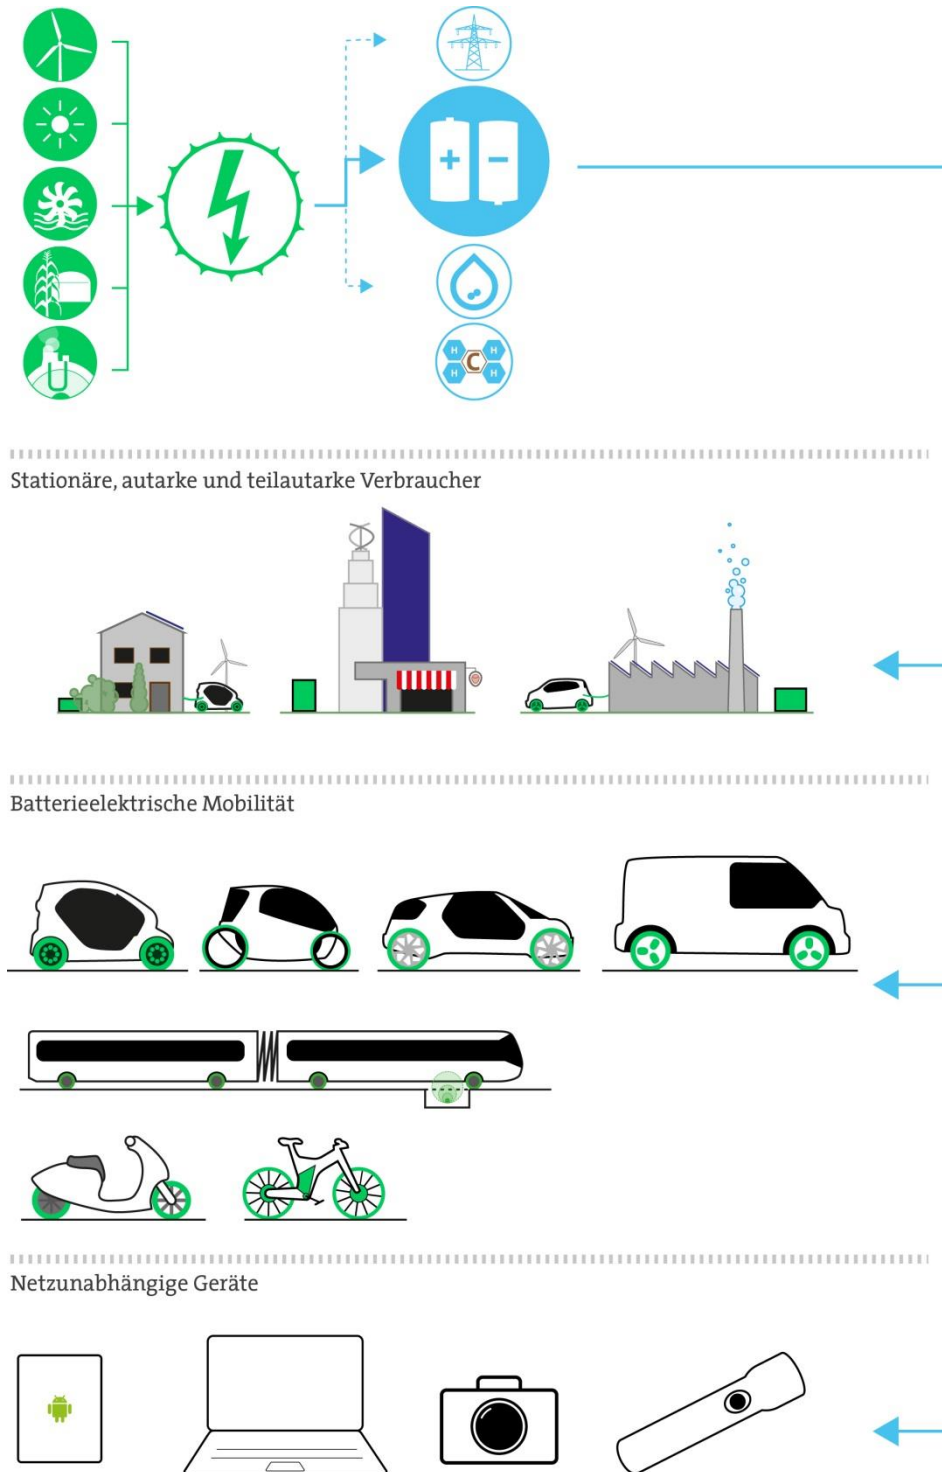 + −
H H
C
H H
Stationäre, autarke und teilautarke Verbraucher
Batterieelektrische Mobilität
Netzunabhängige Geräte